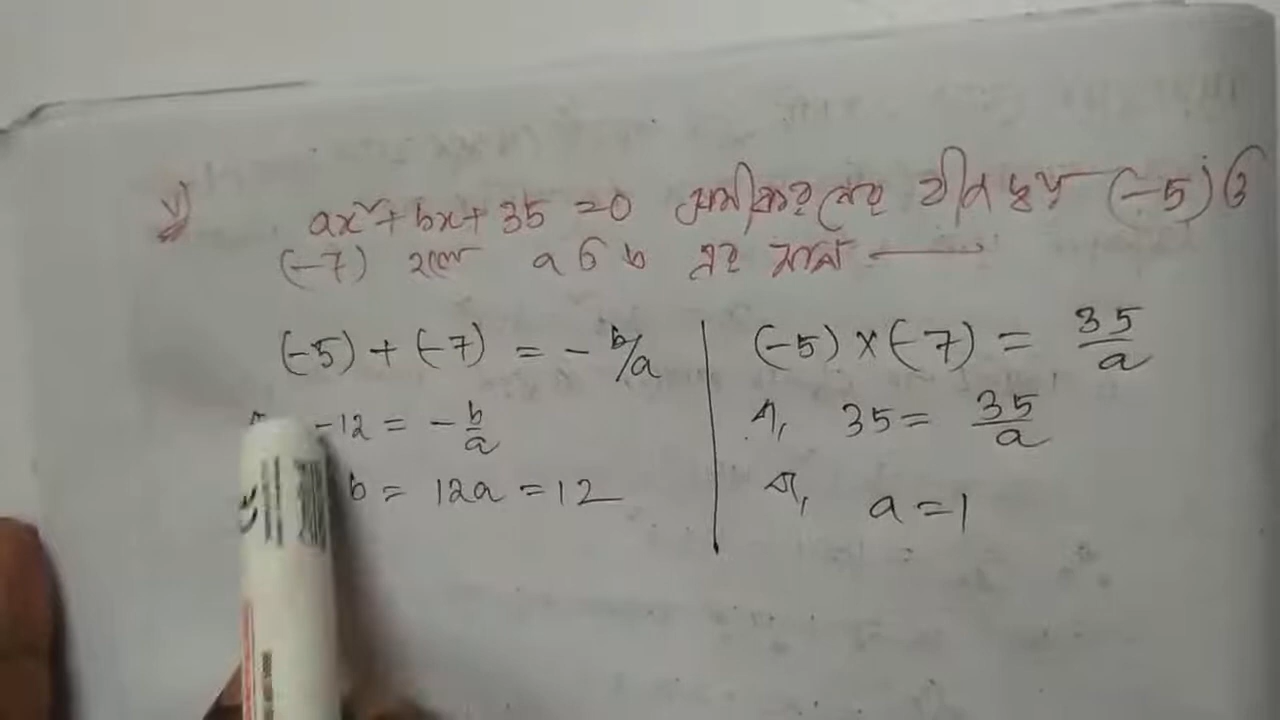 v) ax²+bx+35 =0 সমীকরনের বীজদ্বয় (-5) ও
(-7) হলে a ও b এর মান
(-5) + (-7) = - b/a
-12 = - b/a
b = 12a = 12
(-5) × (-7) = 35/a
বা, 35 = 35/a
বা, a = 1